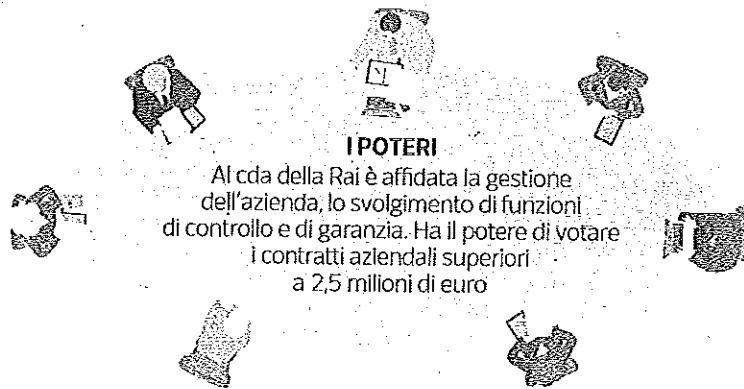 I POTERI
Al cda della Rai è affidata la gestione
dell'azienda, lo svolgimento di funzioni
di controllo e di garanzia. Ha il potere di votare
i contratti aziendali superiori
a 2,5 milioni di euro